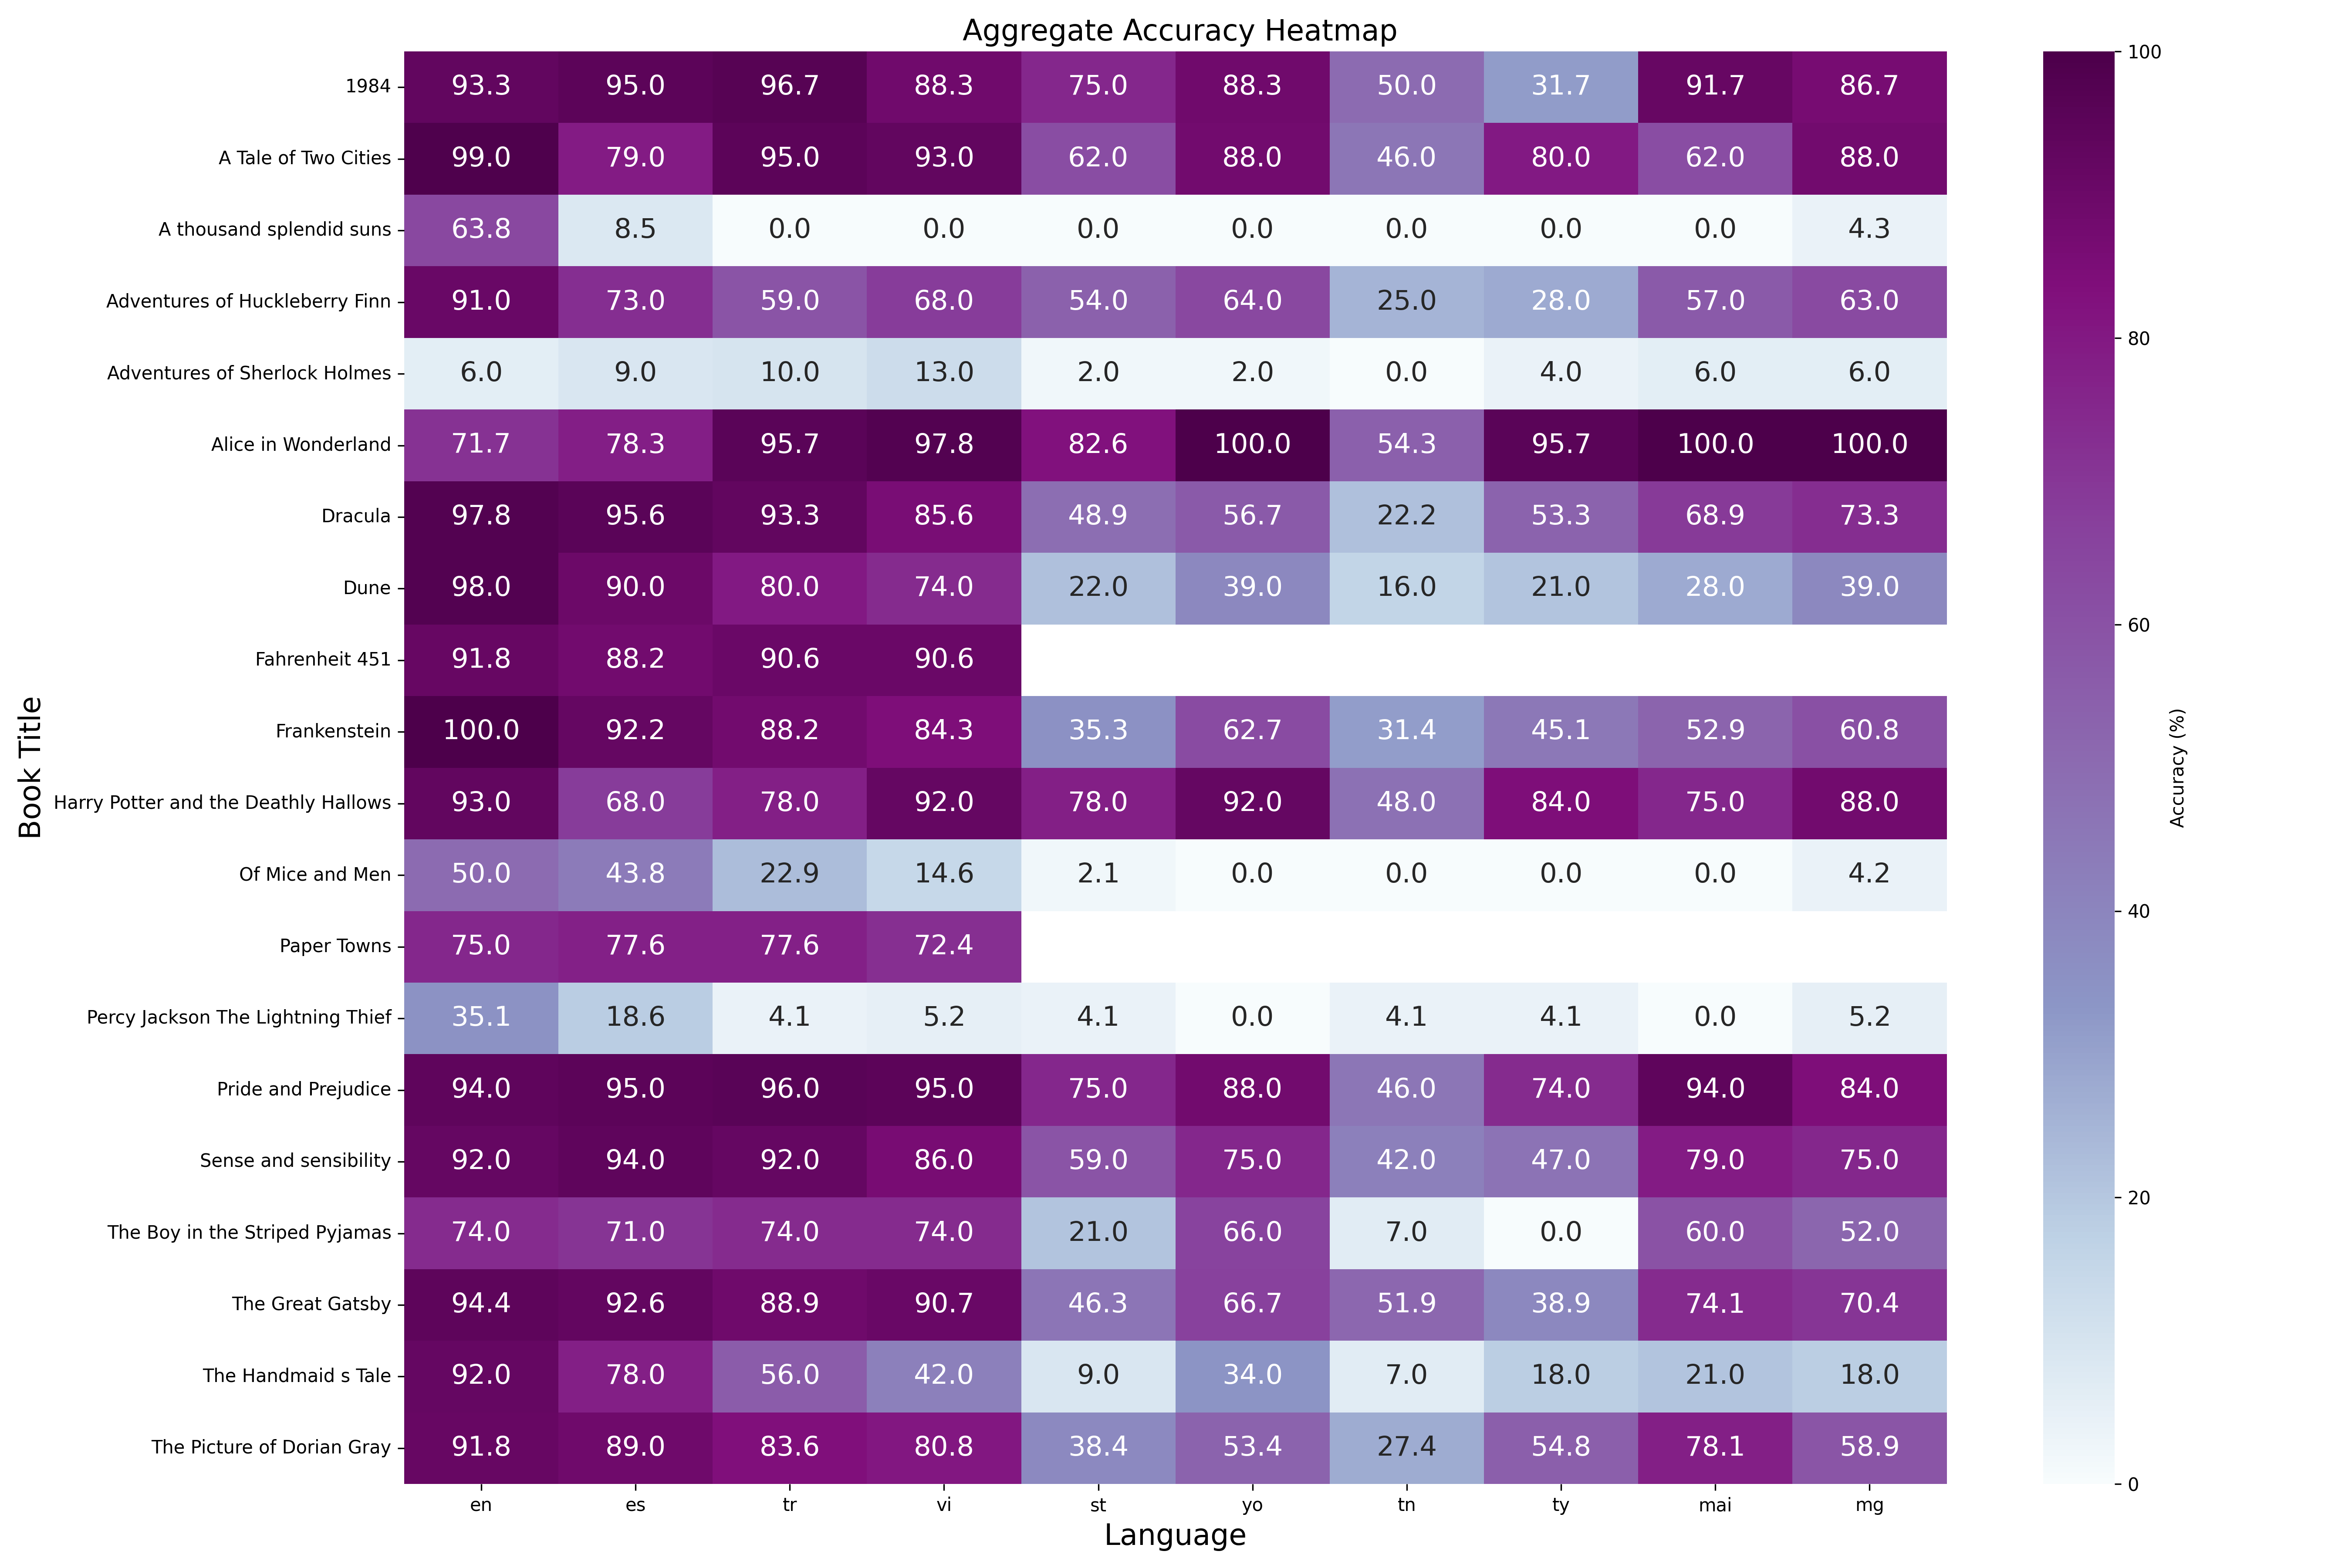 Aggregate Accuracy Heatmap
1984 93.3 95.0 96.7 88.3 75.0 88.3 50.0 31.7 91.7 86.7
A Tale of Two Cities 99.0 79.0 95.0 93.0 62.0 88.0 46.0 80.0 62.0 88.0
A thousand splendid suns 63.8 8.5 0.0 0.0 0.0 0.0 0.0 0.0 0.0 4.3
Adventures of Huckleberry Finn 91.0 73.0 59.0 68.0 54.0 64.0 25.0 28.0 57.0 63.0
Adventures of Sherlock Holmes 6.0 9.0 10.0 13.0 2.0 2.0 0.0 4.0 6.0 6.0
Alice in Wonderland 71.7 78.3 95.7 97.8 82.6 100.0 54.3 95.7 100.0 100.0
Dracula 97.8 95.6 93.3 85.6 48.9 56.7 22.2 53.3 68.9 73.3
Dune 98.0 90.0 80.0 74.0 22.0 39.0 16.0 21.0 28.0 39.0
Fahrenheit 451 91.8 88.2 90.6 90.6
Frankenstein 100.0 92.2 88.2 84.3 35.3 62.7 31.4 45.1 52.9 60.8
Harry Potter and the Deathly Hallows 93.0 68.0 78.0 92.0 78.0 92.0 48.0 84.0 75.0 88.0
Of Mice and Men 50.0 43.8 22.9 14.6 2.1 0.0 0.0 0.0 0.0 4.2
Paper Towns 75.0 77.6 77.6 72.4
Percy Jackson The Lightning Thief 35.1 18.6 4.1 5.2 4.1 0.0 4.1 4.1 0.0 5.2
Pride and Prejudice 94.0 95.0 96.0 95.0 75.0 88.0 46.0 74.0 94.0 84.0
Sense and sensibility 92.0 94.0 92.0 86.0 59.0 75.0 42.0 47.0 79.0 75.0
The Boy in the Striped Pyjamas 74.0 71.0 74.0 74.0 21.0 66.0 7.0 0.0 60.0 52.0
The Great Gatsby 94.4 92.6 88.9 90.7 46.3 66.7 51.9 38.9 74.1 70.4
The Handmaid s Tale 92.0 78.0 56.0 42.0 9.0 34.0 7.0 18.0 21.0 18.0
The Picture of Dorian Gray 91.8 89.0 83.6 80.8 38.4 53.4 27.4 54.8 78.1 58.9
en es tr vi st yo tn ty mai mg
Language
Book Title
100
80
60
40
20
0
Accuracy (%)